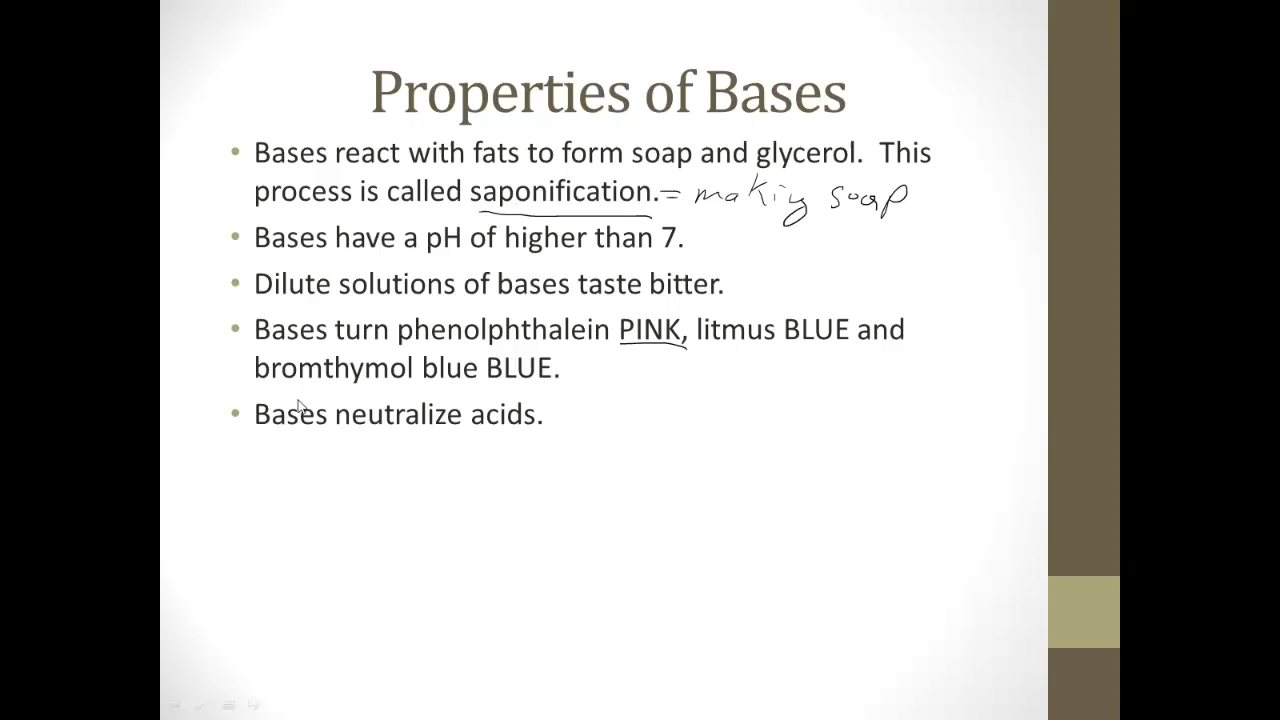 Properties of Bases
• Bases react with fats to form soap and glycerol. This
process is called saponification. = making soap
• Bases have a pH of higher than 7.
• Dilute solutions of bases taste bitter.
• Bases turn phenolphthalein PINK, litmus BLUE and
bromthymol blue BLUE.
• Bases neutralize acids.